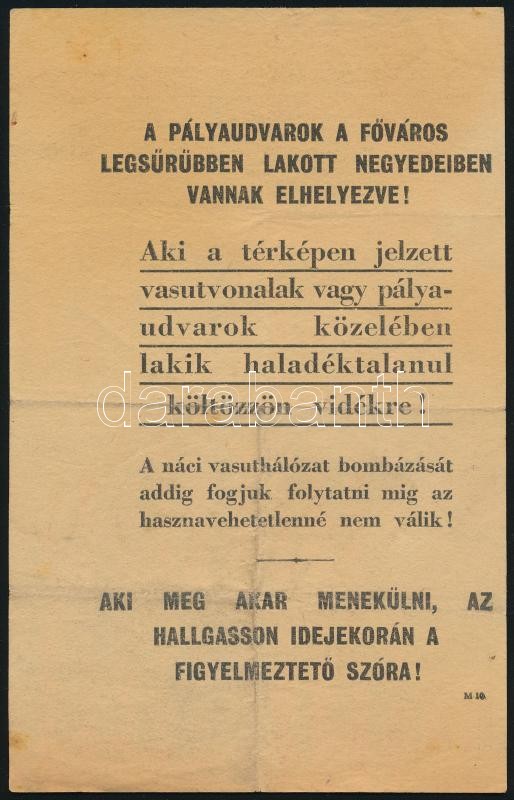 A PÁLYAUDVAROK A FŐVÁROS
LEGSŰRÜBBEN LAKOTT NEGYEDEIBEN
VANNAK ELHELYEZVE!
Aki a térképen jelzett
vasutvonalak vagy pálya-
udvarok közelében
lakik haladéktalanul
költözzön vidékre!
darabanth
A náci vasuthálózat bombázását
addig fogjuk folytatni mig az
hasznavehetetlenné nem válik!
AKI MEG AKAR MENEKÜLNI, AZ
HALLGASSON IDEJEKORÁN A
FIGYELMEZTETŐ SZÓRA!
M 10.